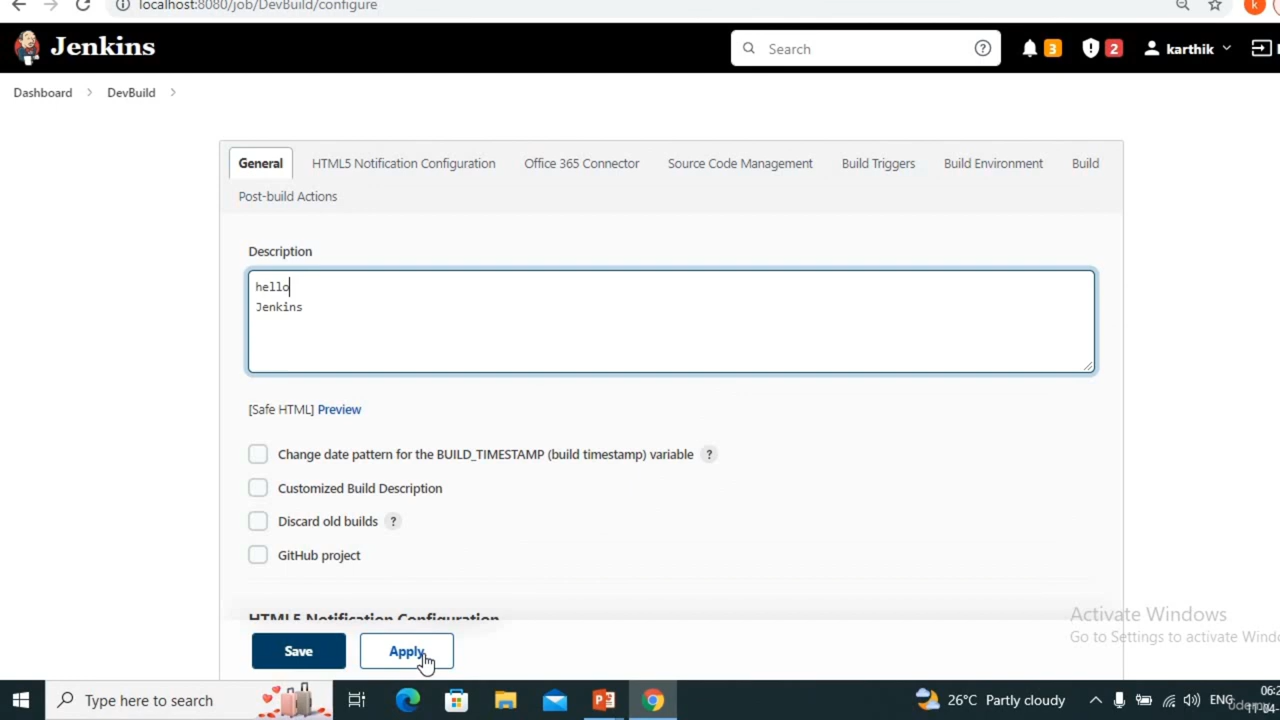 localhost:8080/job/DevBuild/configure
k
Jenkins
Search
?
3
2
karthik
Dashboard > DevBuild >
General HTML5 Notification Configuration Office 365 Connector Source Code Management Build Triggers Build Environment Build
Post-build Actions
Description
hello
Jenkins
[Safe HTML] Preview
Change date pattern for the BUILD_TIMESTAMP (build timestamp) variable ?
Customized Build Description
Discard old builds ?
GitHub project
HTML5 Notification Configuration
Save Apply
Activate Windows
Go to Settings to activate
Type here to search
26°C Partly cloudy
ENG